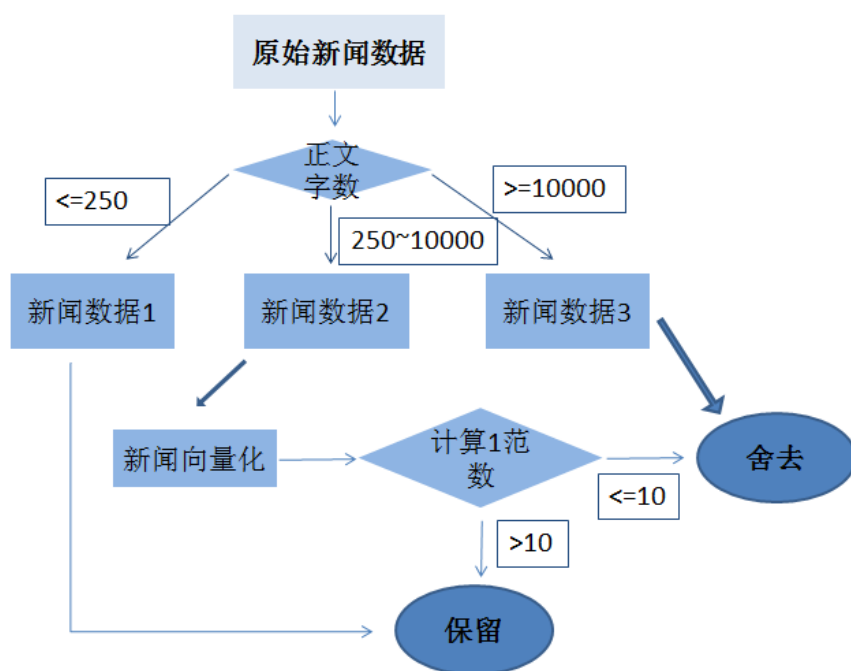 原始新闻数据
正文
字数
<=250
>=10000
250~10000
新闻数据1
新闻数据2
新闻数据3
新闻向量化
计算1范
数
舍去
<=10
>10
保留